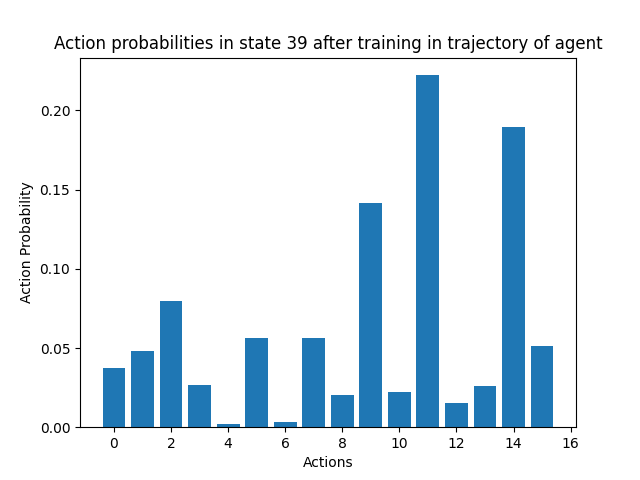 Action probabilities in state 39 after training in trajectory of agent
Action Probability
0.20
0.15
0.10
0.05
0.00
0 2 4 6 8 10 12 14 16
Actions